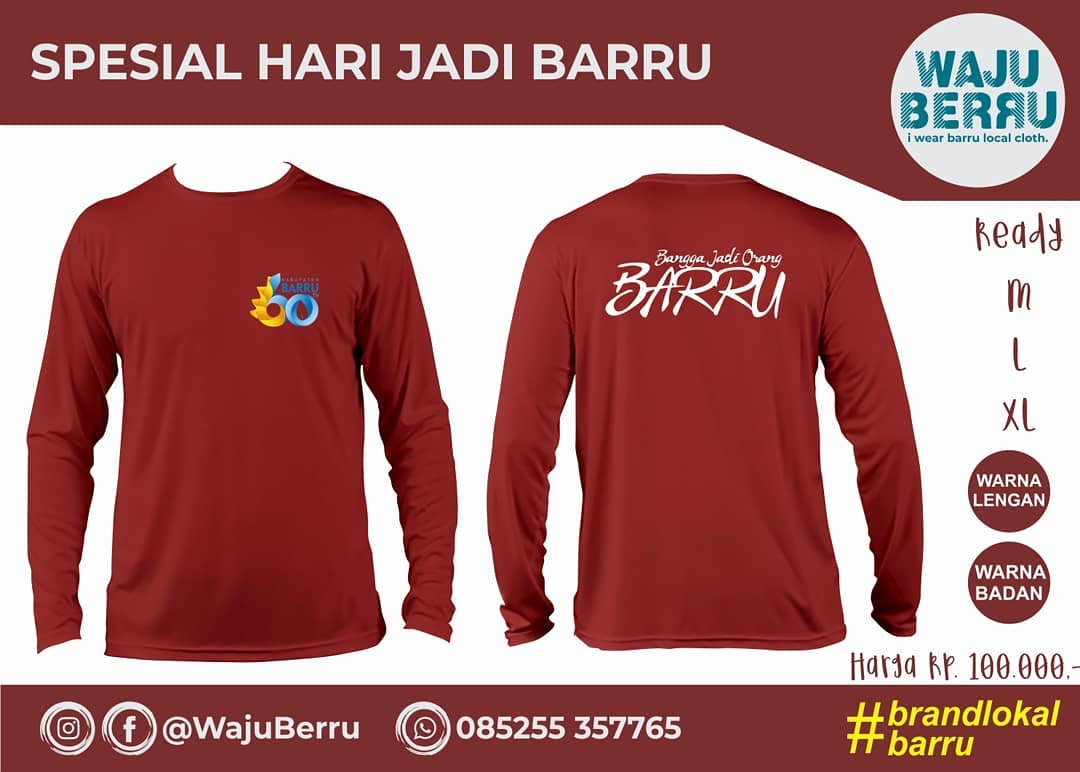 SPESIAL HARI JADI BARRU
WAJU
BERRU
i wear barru local cloth.
KABUPATEN
BARRU
60
Th
Bangga Jadi Orang
BARRU
Ready
M
L
XL
WARNA
LENGAN
WARNA
BADAN
Harga Rp. 100.000,-
@WajuBerru
085255 357765
#brandlokal
barru